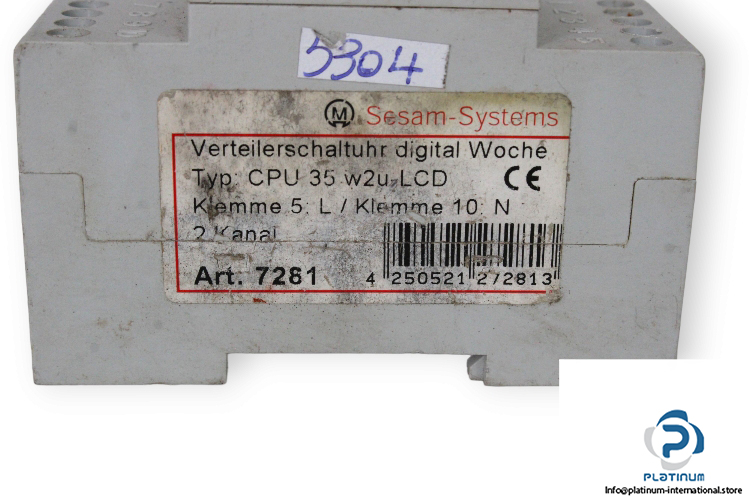 5304
M Sesam-Systems
Verteilerschaltuhr digital Woche
Typ: CPU 35 w2u-LCD CE
Klemme 5: L / Klemme 10: N
2 Kanal
Art. 7281
4 250521 272813
PLATINUM
Info@platinum-international.store